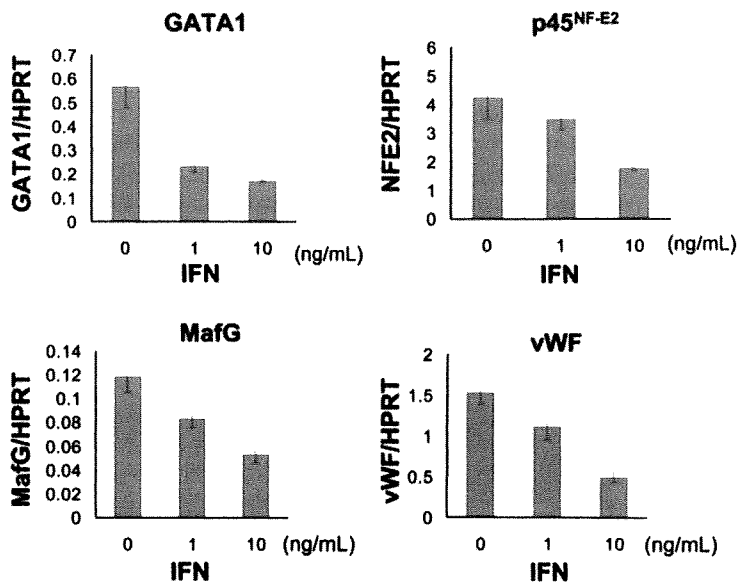 GATA1
GATA1/HPRT
0.7
0.6
0.5
0.4
0.3
0.2
0.1
0
0 1 10 (ng/mL)
IFN
p45NF-E2
NFE2/HPRT
6
5
4
3
2
1
0
0 1 10 (ng/mL)
IFN
MafG
MafG/HPRT
0.14
0.12
0.1
0.08
0.06
0.04
0.02
0
0 1 10 (ng/mL)
IFN
vWF
vWF/HPRT
2
1.5
1
0.5
0
0 1 10 (ng/mL)
IFN